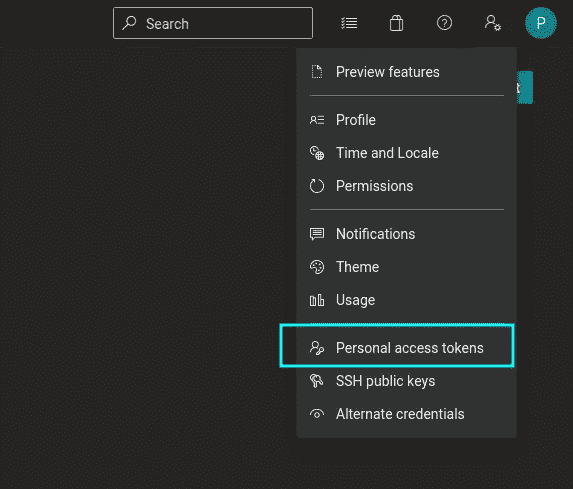 Search
P
Preview features
Profile
Time and Locale
Permissions
Notifications
Theme
Usage
Personal access tokens
SSH public keys
Alternate credentials